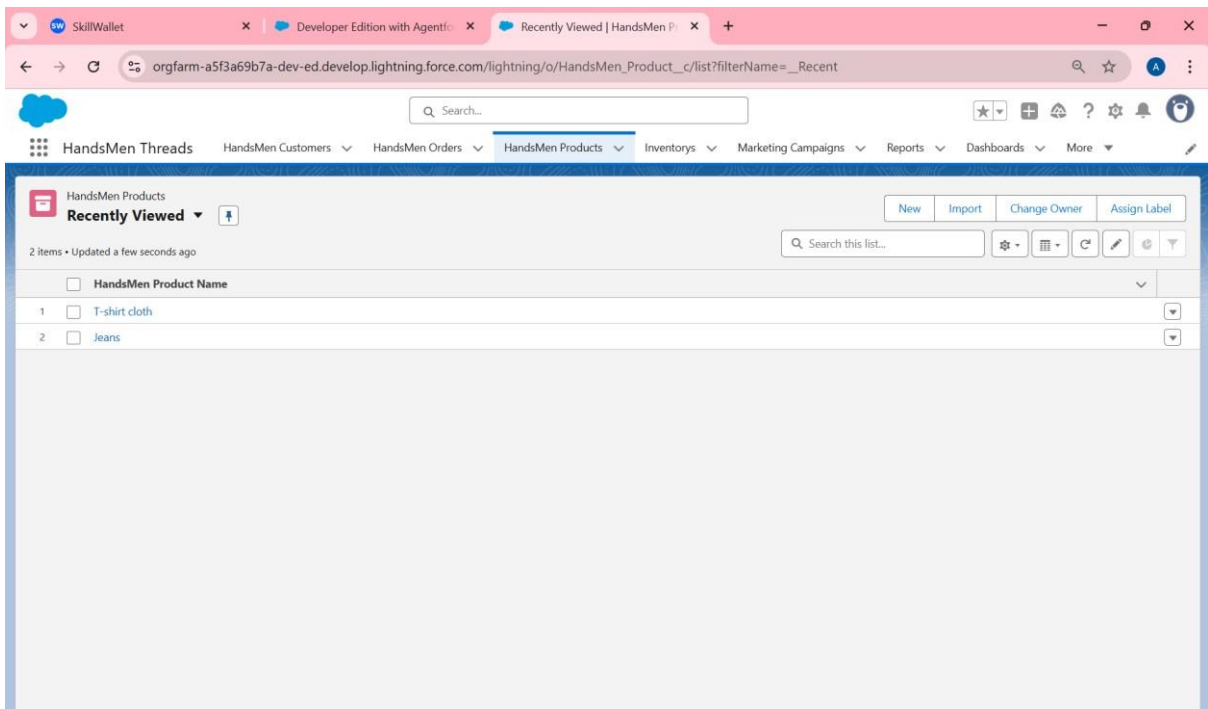 SW SkillWallet
Developer Edition with Agentfo
Recently Viewed | HandsMen P
orgfarm-a5f3a69b7a-dev-ed.develop.lightning.force.com/lightning/o/HandsMen_Product__c/list?filterName=__Recent
A
Search...
HandsMen Threads HandsMen Customers HandsMen Orders HandsMen Products Inventorys Marketing Campaigns Reports Dashboards More
HandsMen Products
Recently Viewed
New Import Change Owner Assign Label
2 items • Updated a few seconds ago
Search this list...
HandsMen Product Name
1 T-shirt cloth
2 Jeans